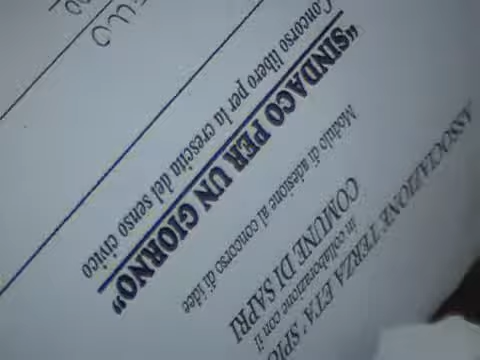 ASSOCIAZIONE TERZA ETA' SPIG
in collaborazione con il
COMUNE DI SAPRI
Modulo di adesione al concorso di idee
"SINDACO PER UN GIORNO"
Concorso libero per la crescita del senso civico